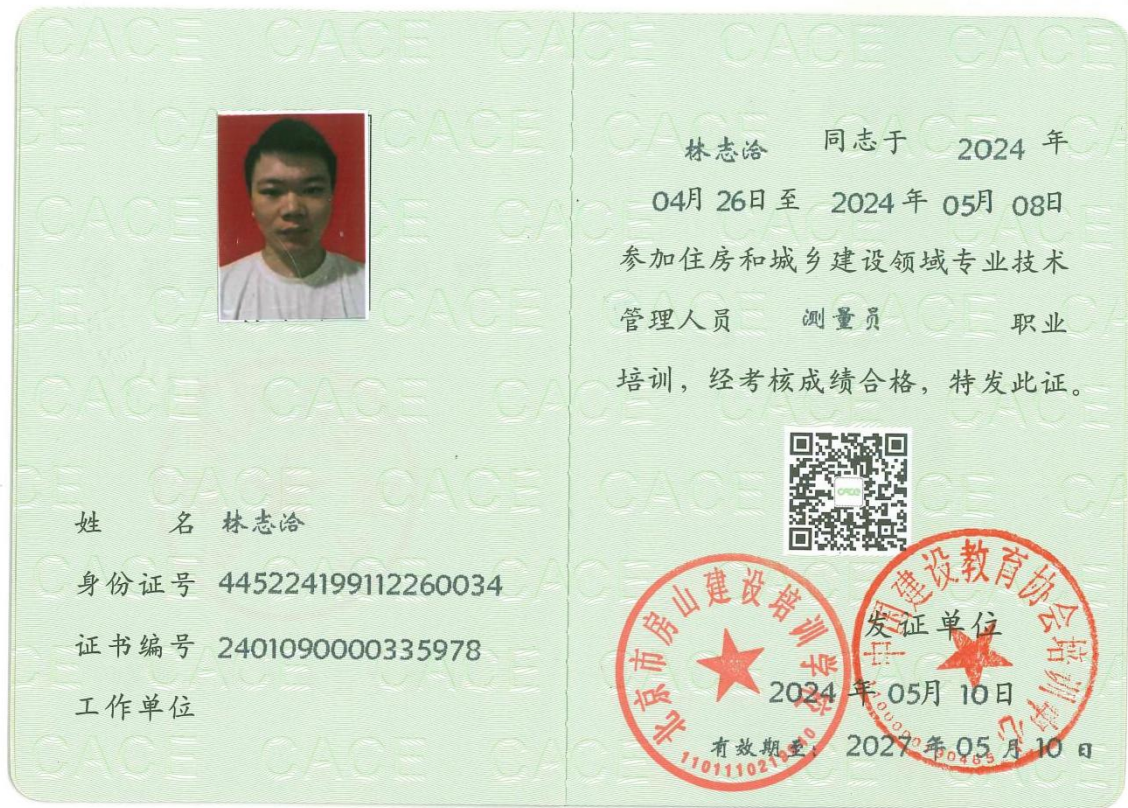 姓 名 林志洽
身份证号 445224199112260034
证书编号 2401090000335978
工作单位
林志洽 同志于 2024 年
04月 26日至 2024 年 05月 08日
参加住房和城乡建设领域专业技术
管理人员 测量员 职业
培训，经考核成绩合格，特发此证。
CACE
北京市房山建设培训学校
中国建设教育协会培训中心
发证单位
2024 年 05月 10日
有效期至： 2027 年 05 月 10 日